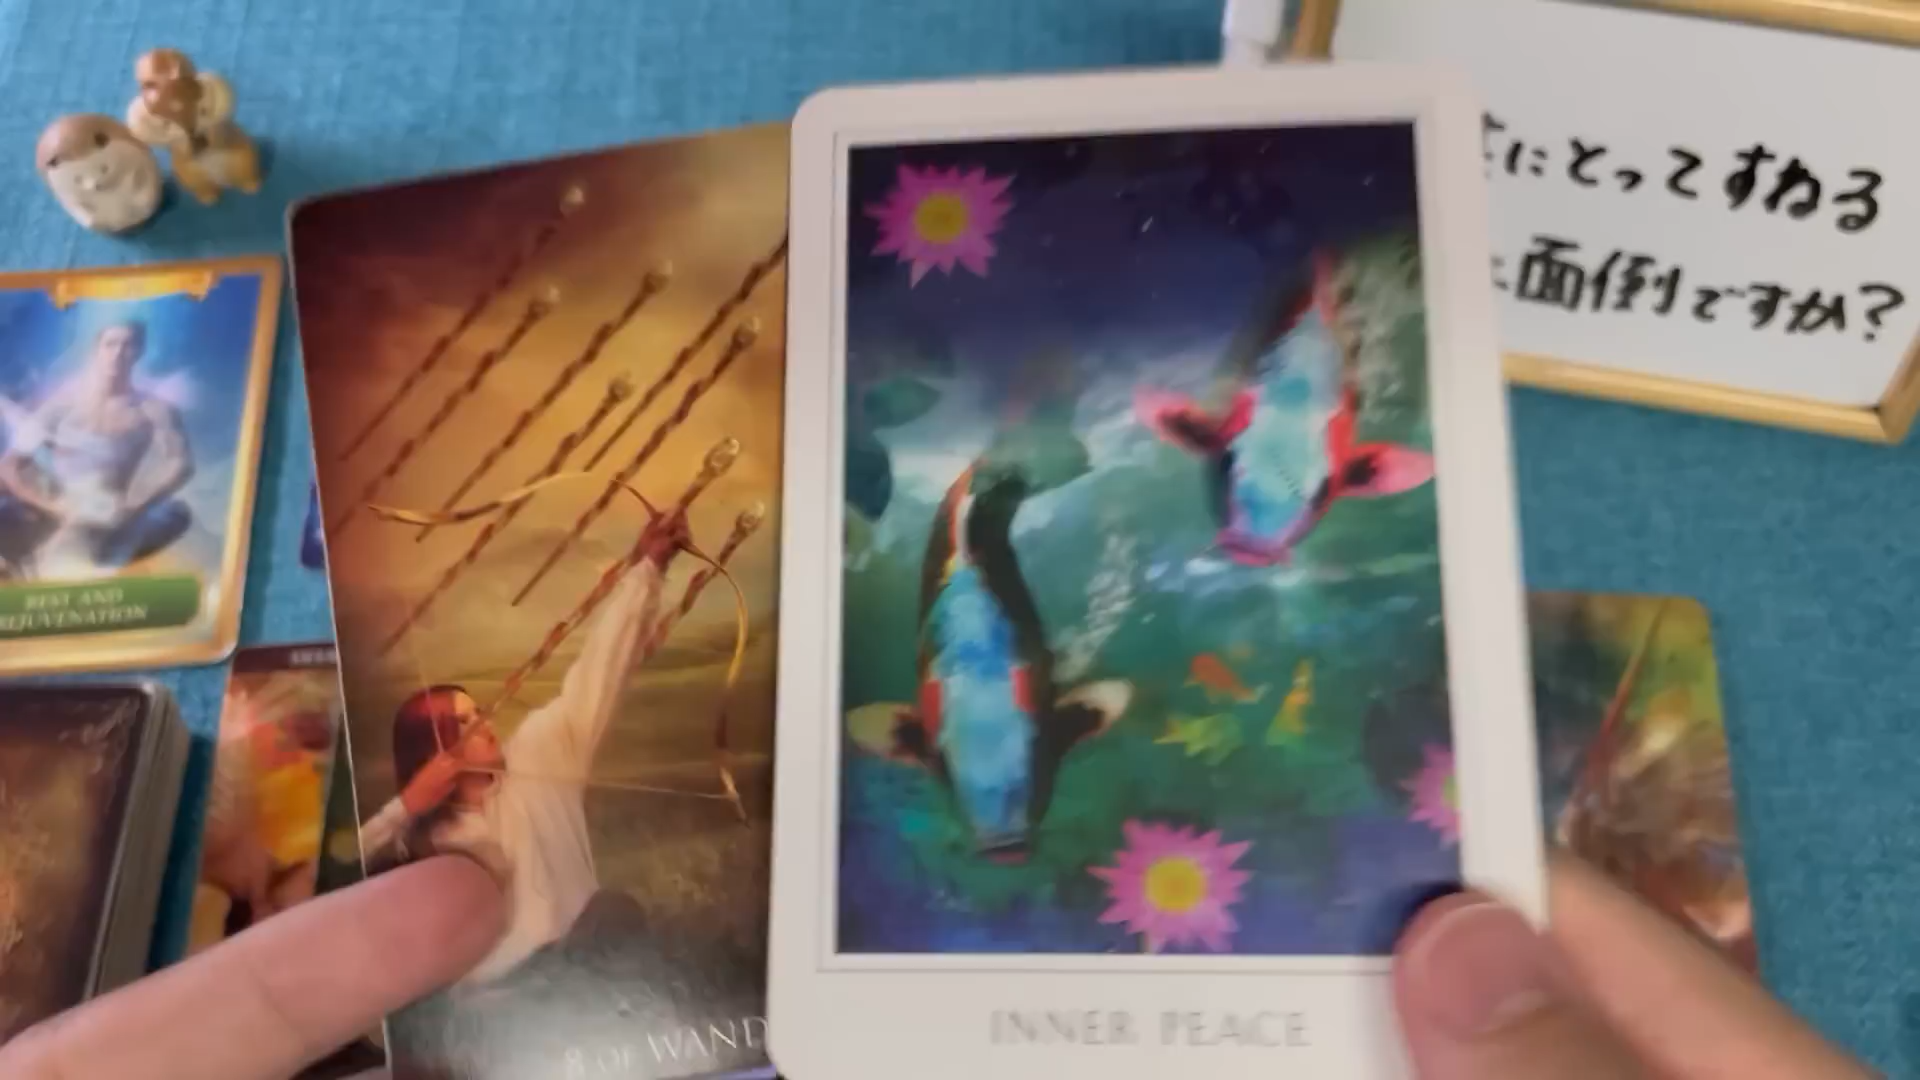 にとってすねる
面倒ですか?
REST AND
REJUVENATION
8 OF WAND
INNER PEACE